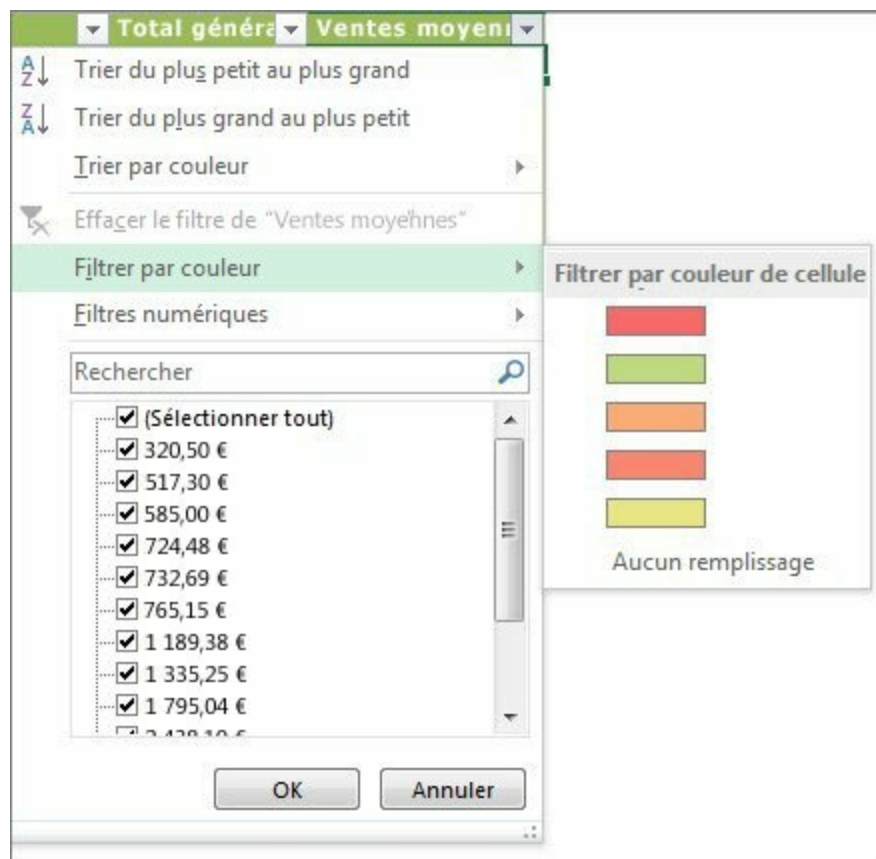 Total généra Ventes moyen
Trier du plus petit au plus grand
Trier du plus grand au plus petit
Trier par couleur
Effacer le filtre de "Ventes moyennes"
Filtrer par couleur
Filtrer par couleur de cellule
Filtres numériques
Rechercher
(Sélectionner tout)
320,50 €
517,30 €
585,00 €
724,48 €
732,69 €
765,15 €
1 189,38 €
1 335,25 €
1 795,04 €
Aucun remplissage
OK Annuler